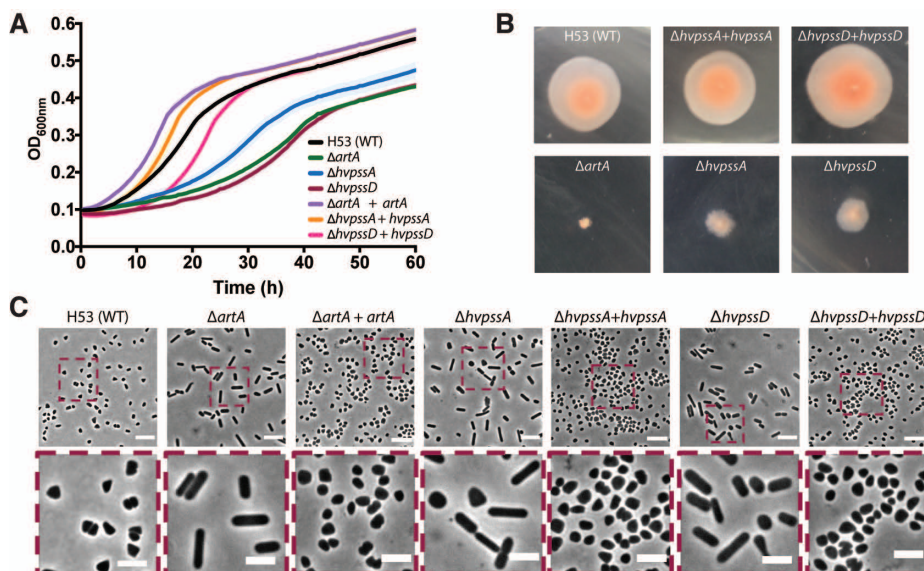 A
0.6
0.5
0.4
0.3
0.2
0.1
0.0
OD600nm
0 10 20 30 40 50 60
Time (h)
H53 (WT)
ΔartA
ΔhvpssA
ΔhvpssD
ΔartA + artA
ΔhvpssA + hvpssA
ΔhvpssD + hvpssD
B
H53 (WT) ΔhvpssA+hvpssA ΔhvpssD+hvpssD
ΔartA ΔhvpssA ΔhvpssD
C
H53 (WT) ΔartA ΔartA + artA ΔhvpssA ΔhvpssA+hvpssA ΔhvpssD ΔhvpssD+hvpssD